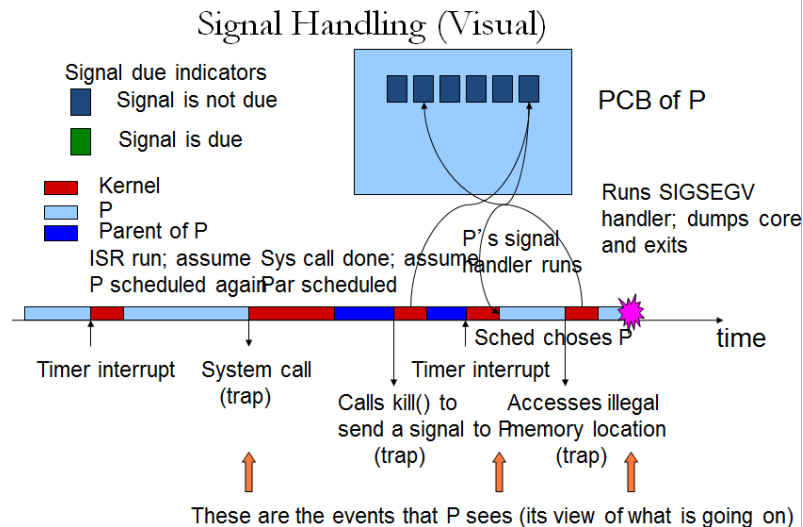 Signal Handling (Visual)
Signal due indicators
Signal is not due
Signal is due
PCB of P
Kernel
P
Parent of P
Runs SIGSEGV
handler; dumps core
and exits
ISR run; assume
P scheduled again
Sys call done; assume
Par scheduled
P's signal
handler runs
Sched choses P
time
Timer interrupt
System call
(trap)
Timer interrupt
Calls kill() to
send a signal to P
(trap)
Accesses illegal
memory location
(trap)
These are the events that P sees (its view of what is going on)